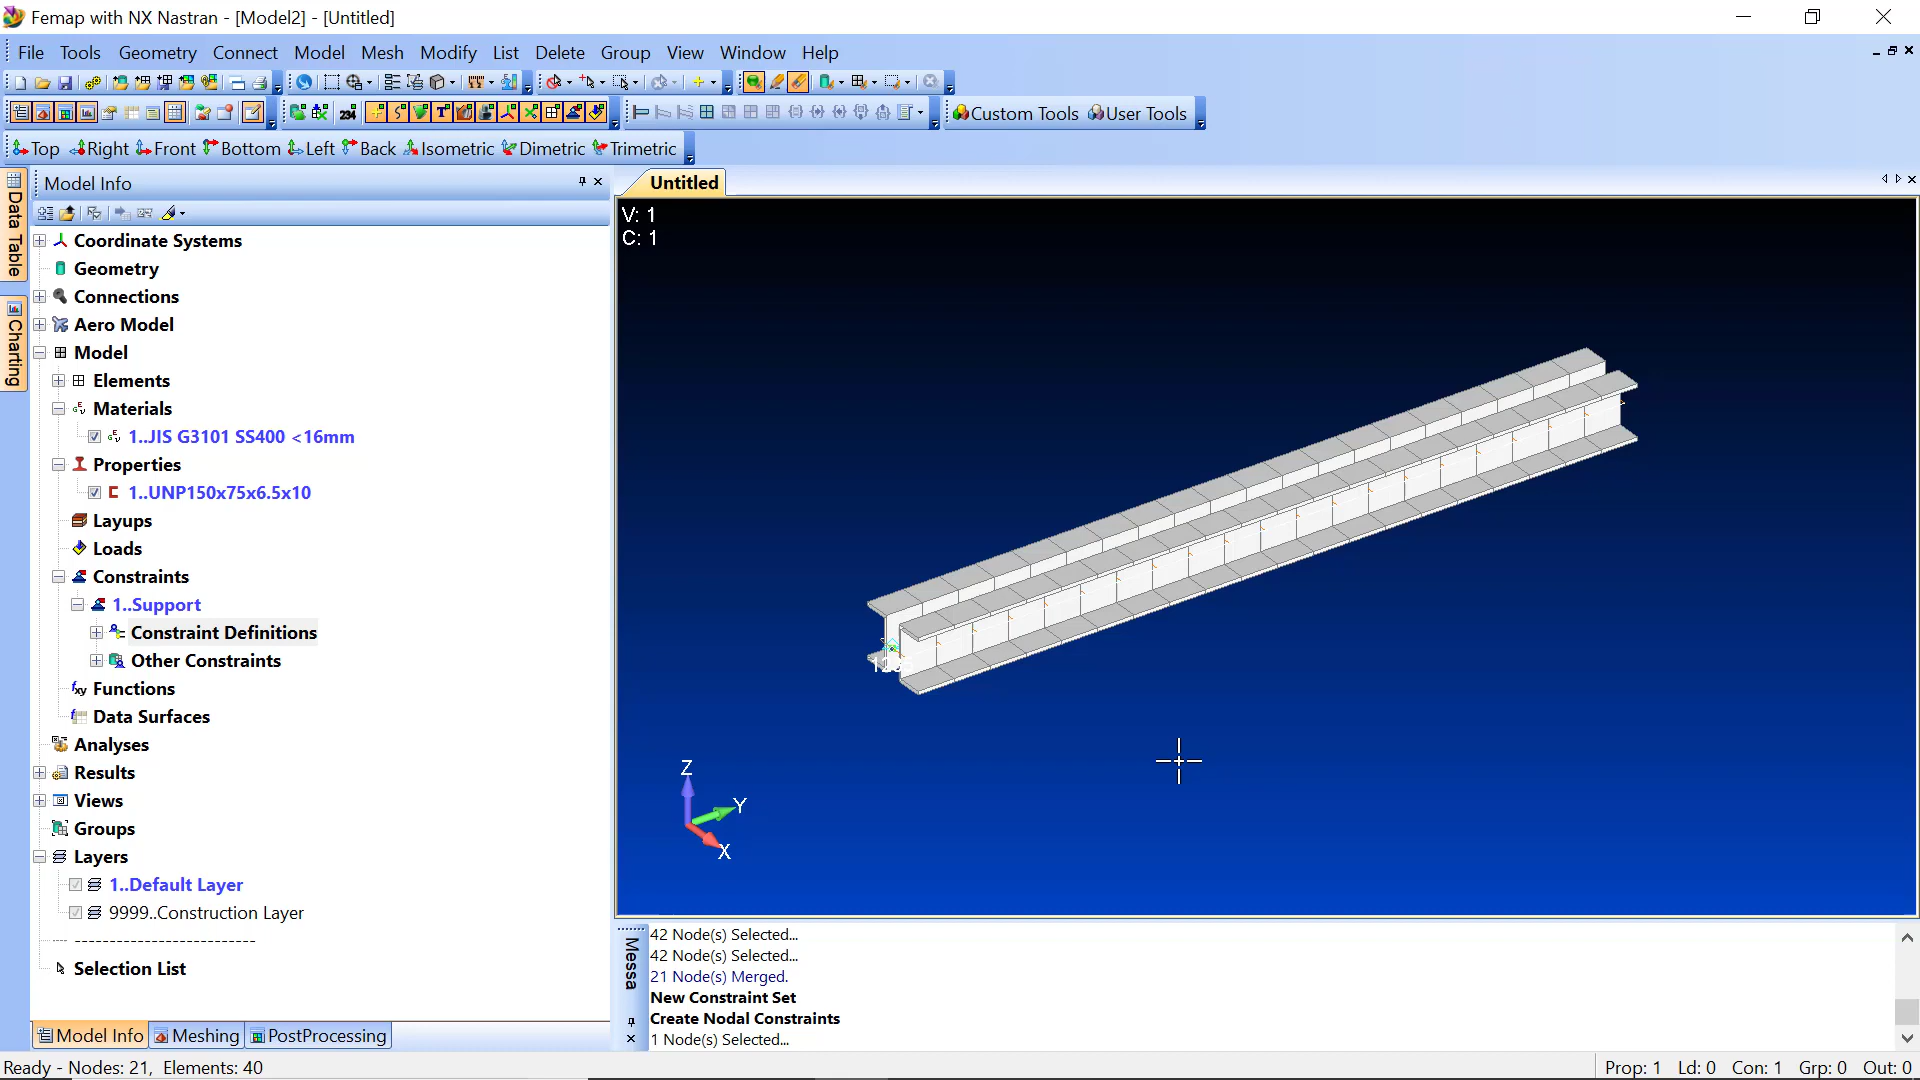 Femap with NX Nastran - [Model2] - [Untitled]
File Tools Geometry Connect Model Mesh Modify List Delete Group View Window Help
234 Custom Tools User Tools
Top Right Front Bottom Left Back Isometric Dimetric Trimetric
Data Table
Charting
Model Info
Coordinate Systems
Geometry
Connections
Aero Model
Model
Elements
Materials
1..JIS G3101 SS400 <16mm
Properties
1..UNP150x75x6.5x10
Layups
Loads
Constraints
1..Support
Constraint Definitions
Other Constraints
Functions
Data Surfaces
Analyses
Results
Views
Groups
Layers
1..Default Layer
9999..Construction Layer
--------------------------
Selection List
Model Info Meshing PostProcessing
Untitled
V: 1
C: 1
Z
Y
X
Messa
42 Node(s) Selected...
42 Node(s) Selected...
21 Node(s) Merged.
New Constraint Set
Create Nodal Constraints
1 Node(s) Selected...
Ready - Nodes: 21, Elements: 40
Prop: 1 Ld: 0 Con: 1 Grp: 0 Out: 0